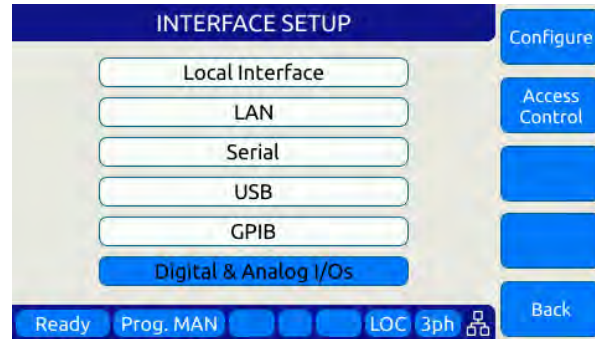 INTERFACE SETUP
Configure
Local Interface
Access
Control
LAN
Serial
USB
GPIB
Digital & Analog I/Os
Back
Ready Prog. MAN LOC 3ph